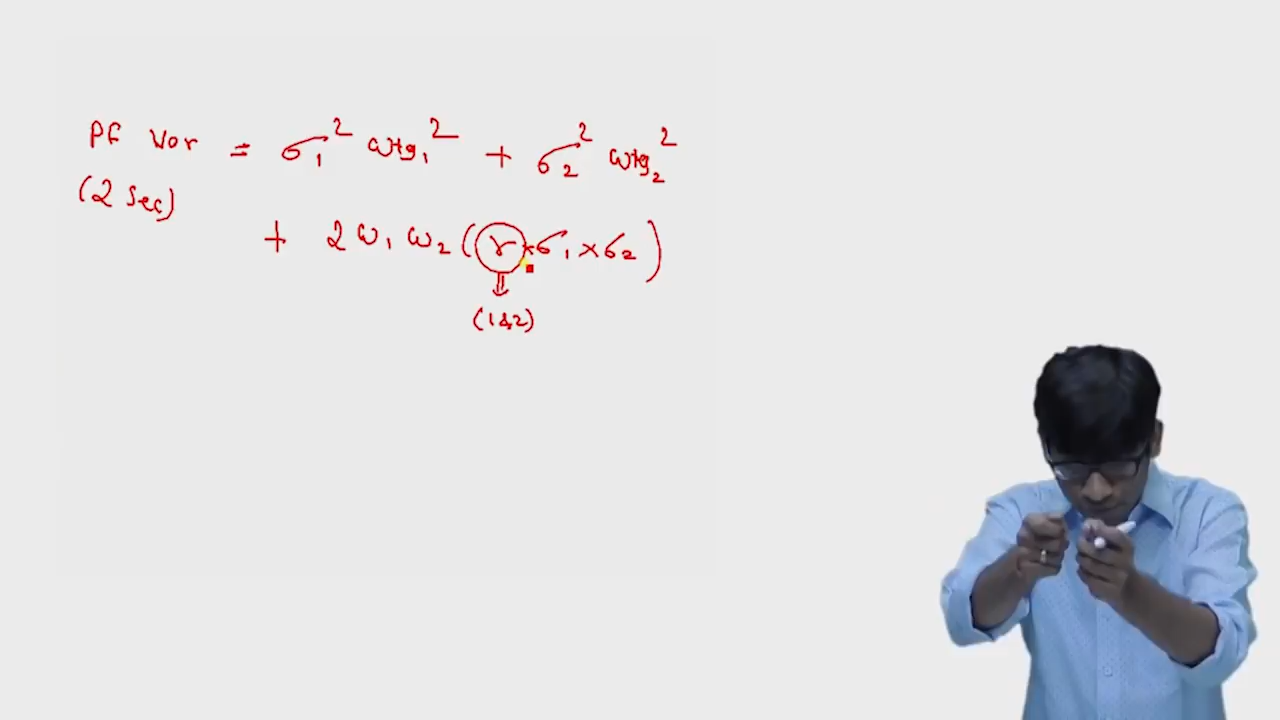 PF Var = σ₁² wtg₁² + σ₂² wtg₂²
(2 Sec)
+ 2 w₁ w₂ (r × σ₁ × σ₂)
(1&2)